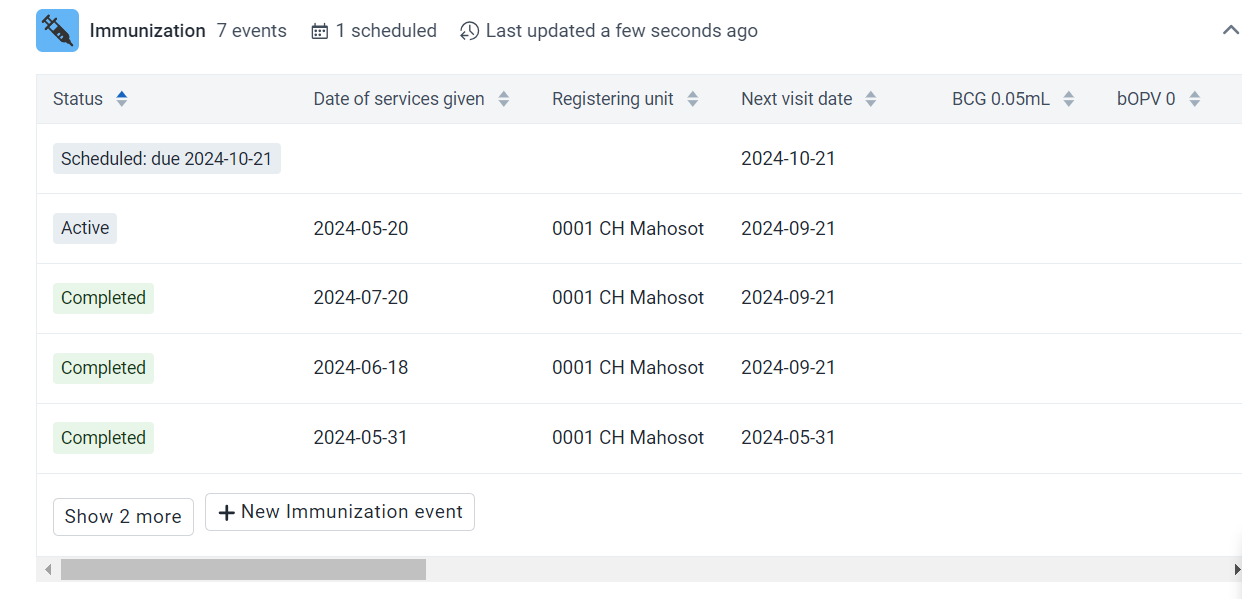 Immunization 7 events 1 scheduled Last updated a few seconds ago
Status Date of services given Registering unit Next visit date BCG 0.05mL bOPV 0
Scheduled: due 2024-10-21 2024-10-21
Active 2024-05-20 0001 CH Mahosot 2024-09-21
Completed 2024-07-20 0001 CH Mahosot 2024-09-21
Completed 2024-06-18 0001 CH Mahosot 2024-09-21
Completed 2024-05-31 0001 CH Mahosot 2024-05-31
Show 2 more + New Immunization event